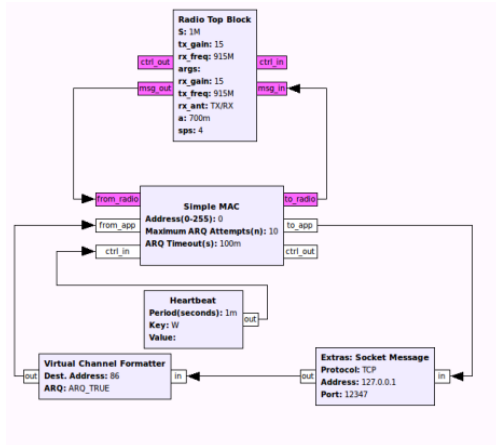 Radio Top Block
S: 1M
tx_gain: 15
ctrl_out
rx_freq: 915M
ctrl_in
args:
rx_gain: 15
msg_out
tx_freq: 915M
msg_in
rx_ant: TX/RX
a: 700m
sps: 4
from_radio
Simple MAC
to_radio
Address(0-255): 0
from_app
Maximum ARQ Attempts(n): 10
to_app
ARQ Timeout(s): 100m
ctrl_in
ctrl_out
Heartbeat
Period(seconds): 1m
Key: W
out
Value:
Virtual Channel Formatter
out
Dest. Address: 86
in
ARQ: ARQ_TRUE
Extras: Socket Message
Protocol: TCP
out
Address: 127.0.0.1
in
Port: 12347